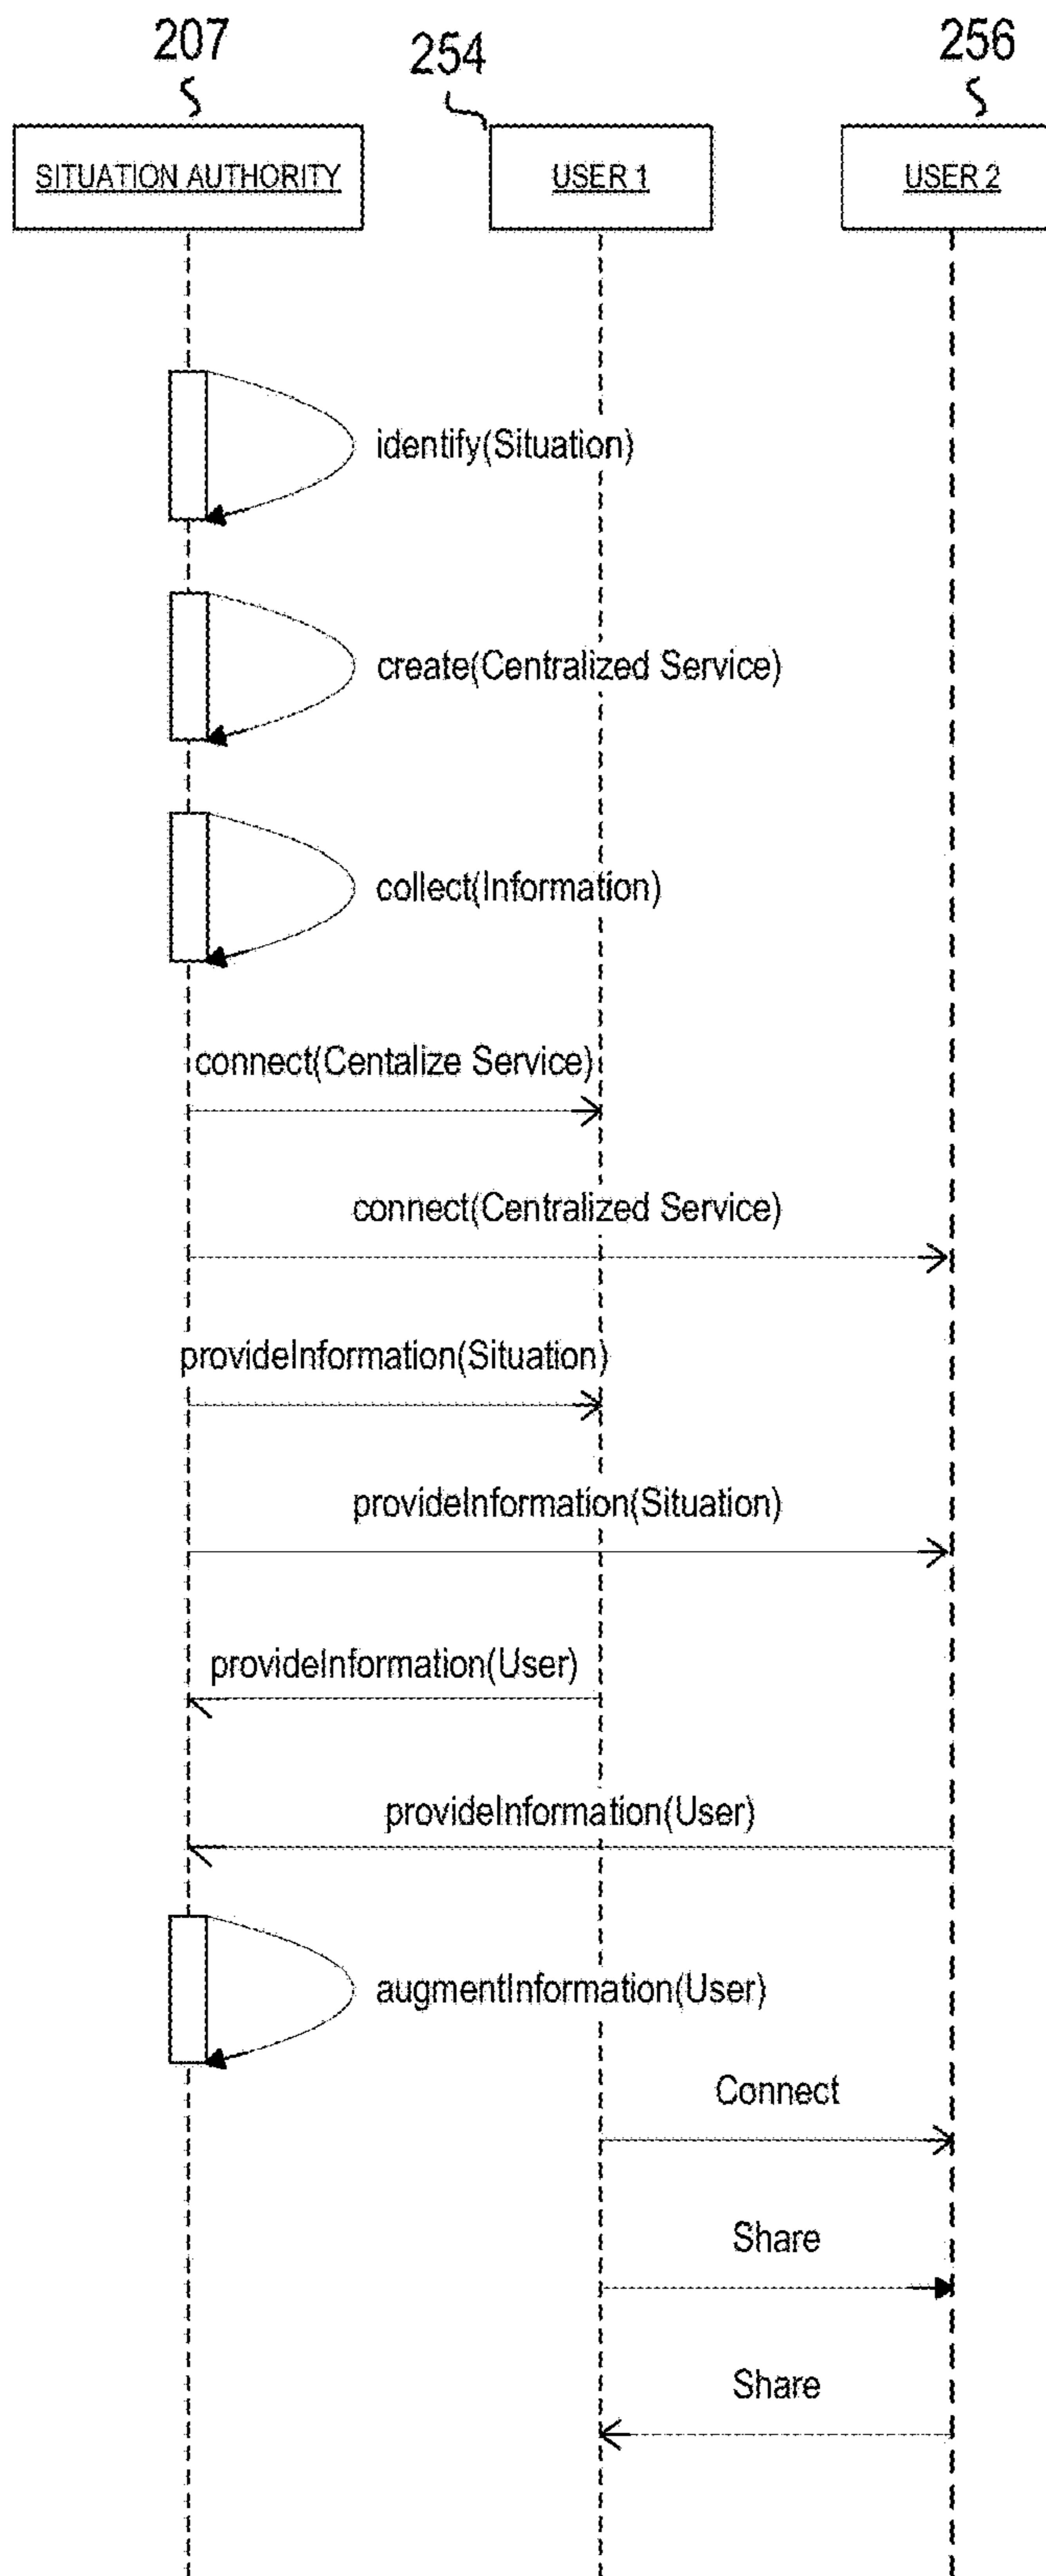 207
254
256
SITUATION AUTHORITY
USER 1
USER 2
identify(Situation)
create(Centralized Service)
collect(Information)
connect(Centalize Service)
connect(Centralized Service)
provideInformation(Situation)
provideInformation(Situation)
provideInformation(User)
provideInformation(User)
augmentInformation(User)
Connect
Share
Share